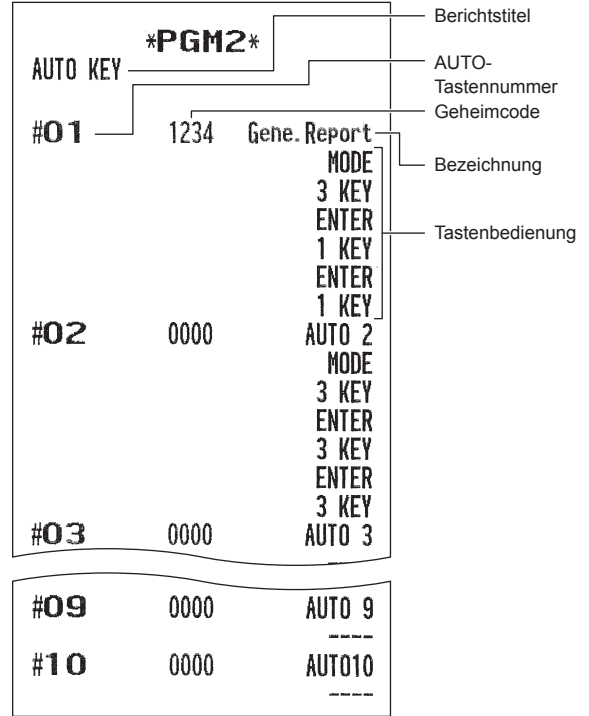 *PGM2*
AUTO KEY
#01 1234 Gene.Report
MODE
3 KEY
ENTER
1 KEY
ENTER
1 KEY
#02 0000 AUTO 2
MODE
3 KEY
ENTER
3 KEY
ENTER
3 KEY
#03 0000 AUTO 3
----
#09 0000 AUTO 9
----
#10 0000 AUTO10
----
Berichtstitel
AUTO-
Tastennummer
Geheimcode
Bezeichnung
Tastenbedienung